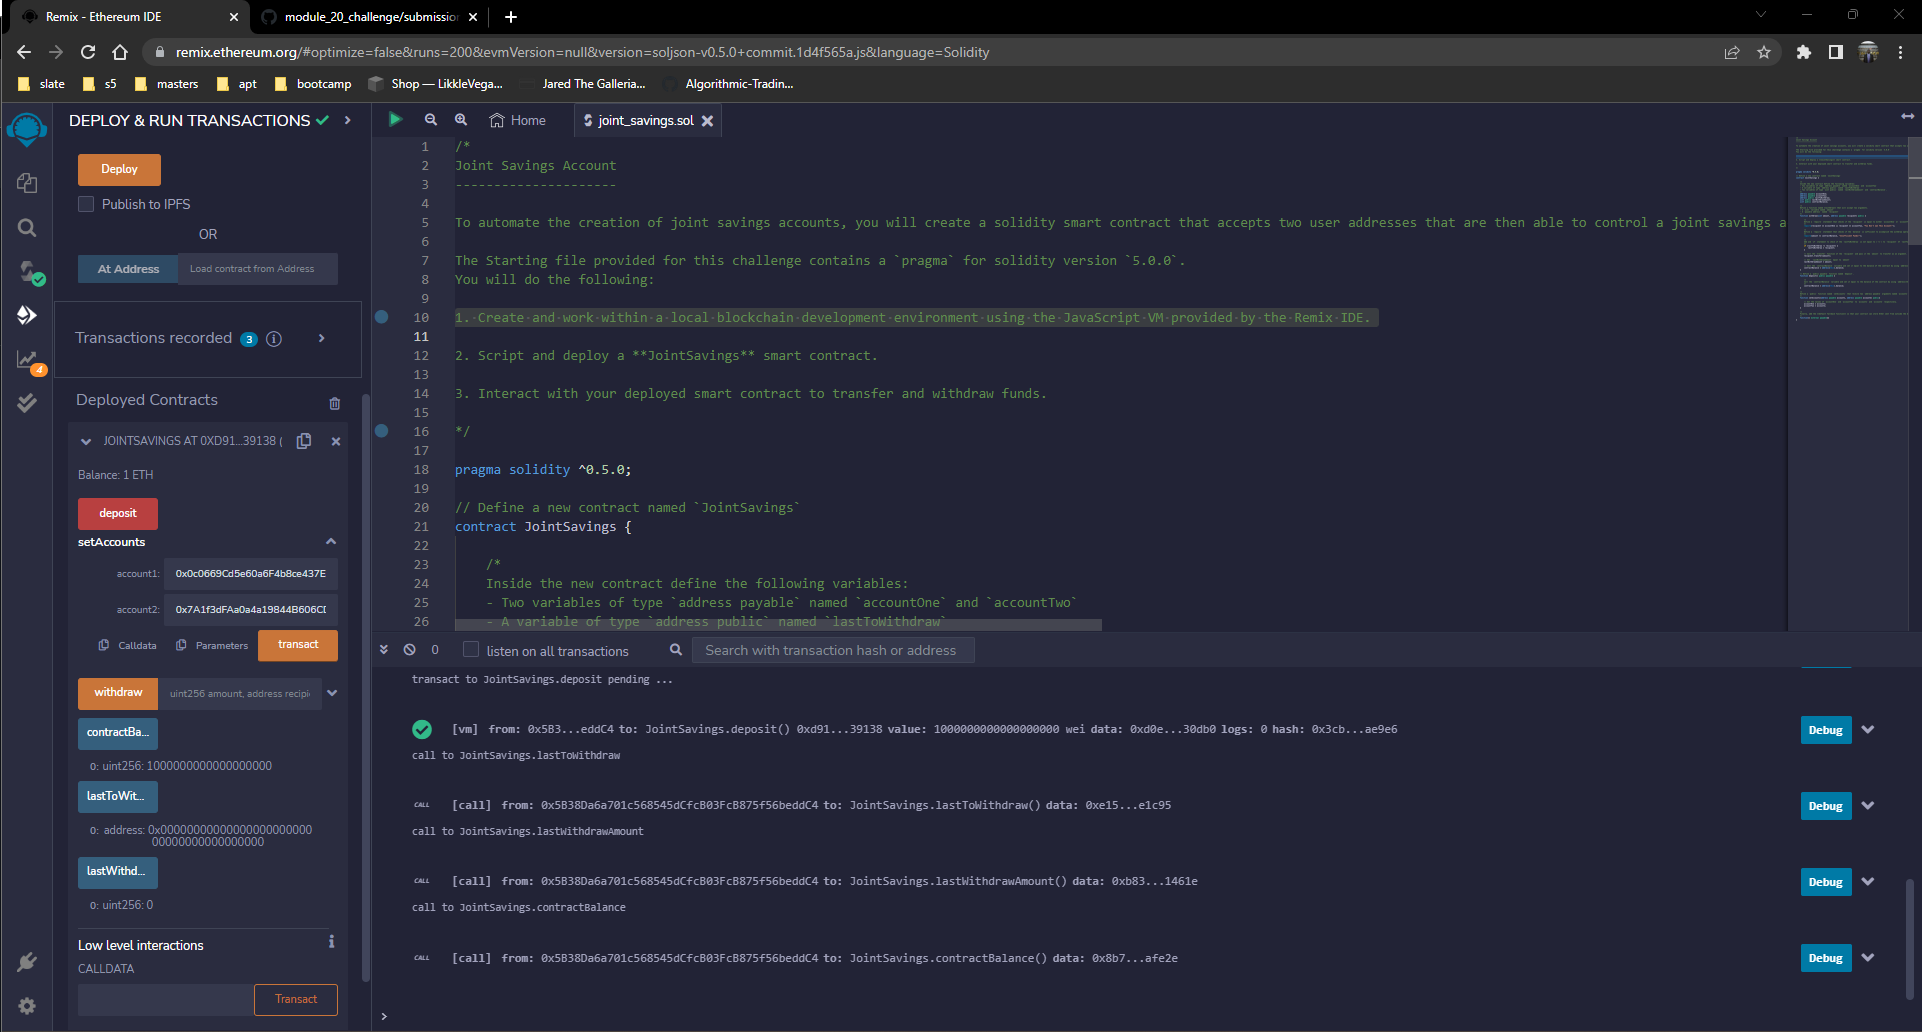 Remix - Ethereum IDE
module_20_challenge/submission
remix.ethereum.org/#optimize=false&runs=200&evmVersion=null&version=soljson-v0.5.0+commit.1d4f565a.js&language=Solidity
slate
s5
masters
apt
bootcamp
Shop — LikkleVega...
Jared The Galleria...
Algorithmic-Tradin...
DEPLOY & RUN TRANSACTIONS
Deploy
Publish to IPFS
OR
At Address
Load contract from Address
Transactions recorded 3
4
Deployed Contracts
JOINTSAVINGS AT 0XD91...39138 (
Balance: 1 ETH
deposit
setAccounts
account1: 0x0c0669Cd5e60a6F4b8ce437E
account2: 0x7A1f3dFAa0a4a19844B606CD
Calldata
Parameters
transact
withdraw
uint256 amount, address recipi
contractBa...
0: uint256: 1000000000000000000
lastToWit...
0: address: 0x00000000000000000000000
00000000000000000
lastWithd...
0: uint256: 0
Low level interactions
CALLDATA
Transact
Home
joint_savings.sol
1 /*
2 Joint Savings Account
3 ---------------------
4
5 To automate the creation of joint savings accounts, you will create a solidity smart contract that accepts two user addresses that are then able to control a joint savings a
6
7 The Starting file provided for this challenge contains a `pragma` for solidity version `5.0.0`.
8 You will do the following:
9
10 1. Create and work within a local blockchain development environment using the JavaScript VM provided by the Remix IDE.
11
12 2. Script and deploy a **JointSavings** smart contract.
13
14 3. Interact with your deployed smart contract to transfer and withdraw funds.
15
16 */
17
18 pragma solidity ^0.5.0;
19
20 // Define a new contract named `JointSavings`
21 contract JointSavings {
22
23 /*
24 Inside the new contract define the following variables:
25 - Two variables of type `address payable` named `accountOne` and `accountTwo`
26 - A variable of type `address public` named `lastToWithdraw`
0
listen on all transactions
Search with transaction hash or address
transact to JointSavings.deposit pending ...
[vm] from: 0x5B3...eddC4 to: JointSavings.deposit() 0xd91...39138 value: 1000000000000000000 wei data: 0xd0e...30db0 logs: 0 hash: 0x3cb...ae9e6
Debug
call to JointSavings.lastToWithdraw
CALL [call] from: 0x5B38Da6a701c568545dCfcB03FcB875f56beddC4 to: JointSavings.lastToWithdraw() data: 0xe15...e1c95
Debug
call to JointSavings.lastWithdrawAmount
CALL [call] from: 0x5B38Da6a701c568545dCfcB03FcB875f56beddC4 to: JointSavings.lastWithdrawAmount() data: 0xb83...1461e
Debug
call to JointSavings.contractBalance
CALL [call] from: 0x5B38Da6a701c568545dCfcB03FcB875f56beddC4 to: JointSavings.contractBalance() data: 0x8b7...afe2e
Debug
>